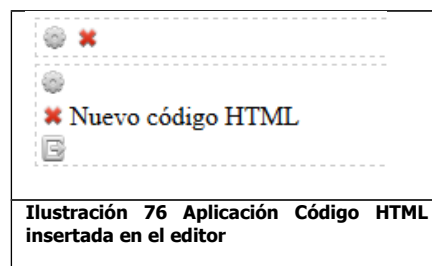 Nuevo código HTML
Ilustración 76 Aplicación Código HTML
insertada en el editor